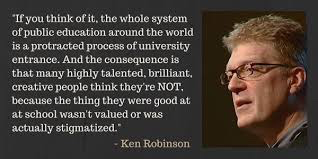 "If you think of it, the whole system
of public education around the world
is a protracted process of university
entrance. And the consequence is
that many highly talented, brilliant,
creative people think they're NOT,
because the thing they were good at
at school wasn't valued or was
actually stigmatized."
- Ken Robinson